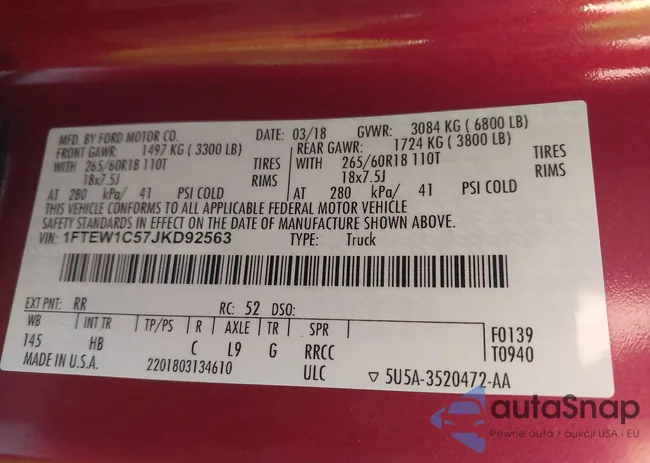 MFD. BY FORD MOTOR CO. DATE: 03/18 GVWR: 3084 KG ( 6800 LB)
FRONT GAWR: 1497 KG ( 3300 LB) REAR GAWR: 1724 KG ( 3800 LB)
WITH 265/60R18 110T TIRES WITH 265/60R18 110T TIRES
18x7.5J RIMS 18x7.5J RIMS
AT 280 kPa/ 41 PSI COLD AT 280 kPa/ 41 PSI COLD
THIS VEHICLE CONFORMS TO ALL APPLICABLE FEDERAL MOTOR VEHICLE
SAFETY STANDARDS IN EFFECT ON THE DATE OF MANUFACTURE SHOWN ABOVE.
VIN: 1FTEW1C57JKD92563 TYPE: Truck
EXT PNT: RR RC: 52 DSO:
WB INT TR TP/PS R AXLE TR SPR F0139
145 HB C L9 G RRCC T0940
MADE IN U.S.A. 2201803134610 ULC ▽ 5U5A-3520472-AA
autaSnap
Pewne auta z aukcji USA i EU